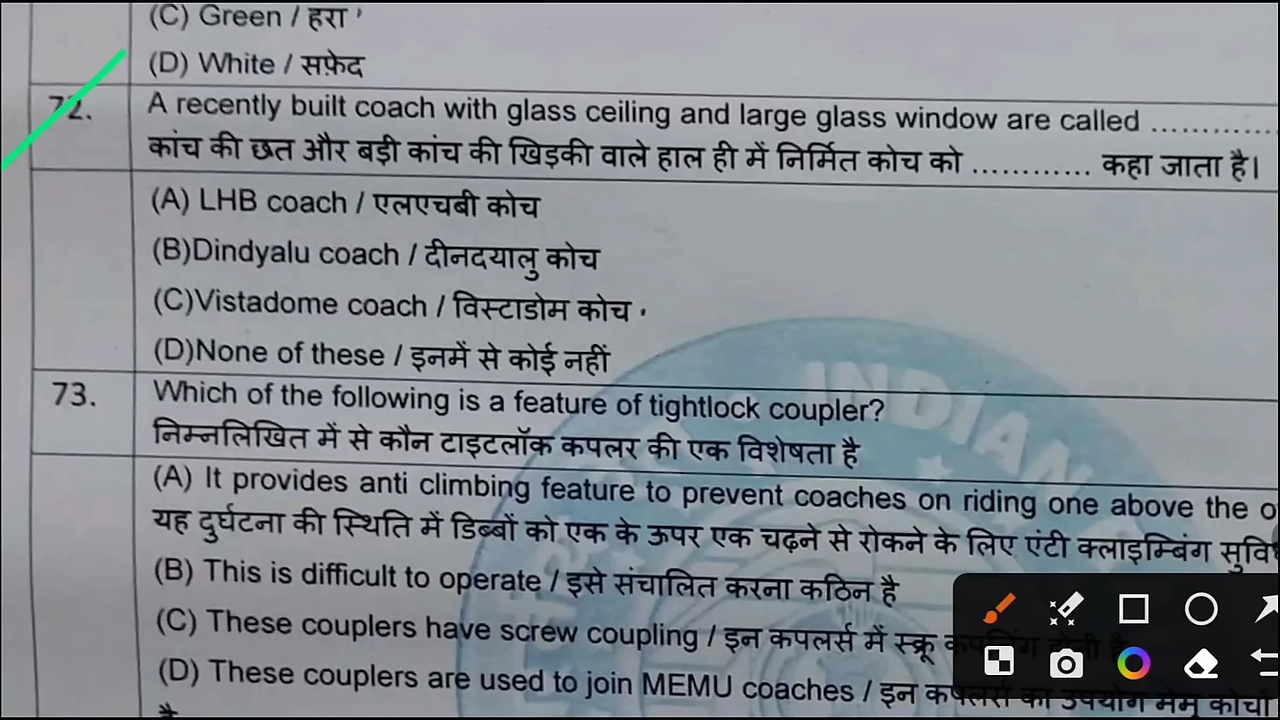 (C) Green / हरा
(D) White / सफ़ेद
72.
A recently built coach with glass ceiling and large glass window are called .............
कांच की छत और बड़ी कांच की खिड़की वाले हाल ही में निर्मित कोच को ............ कहा जाता है।
(A) LHB coach / एलएचबी कोच
(B)Dindyalu coach / दीनदयालु कोच
(C)Vistadome coach / विस्टाडोम कोच
(D)None of these / इनमें से कोई नहीं
73.
Which of the following is a feature of tightlock coupler?
निम्नलिखित में से कौन टाइटलॉक कपलर की एक विशेषता है
(A) It provides anti climbing feature to prevent coaches on riding one above the
यह दुर्घटना की स्थिति में डिब्बों को एक के ऊपर एक चढ़ने से रोकने के लिए एंटी क्लाइम्बिंग
(B) This is difficult to operate / इसे संचालित करना कठिन है
(C) These couplers have screw coupling / इन कपलर्स में स्क्रू कपलिंग होती है
(D) These couplers are used to join MEMU coaches / इन कपलर्स का उपयोग मेमू कोचों
है
INDIAN